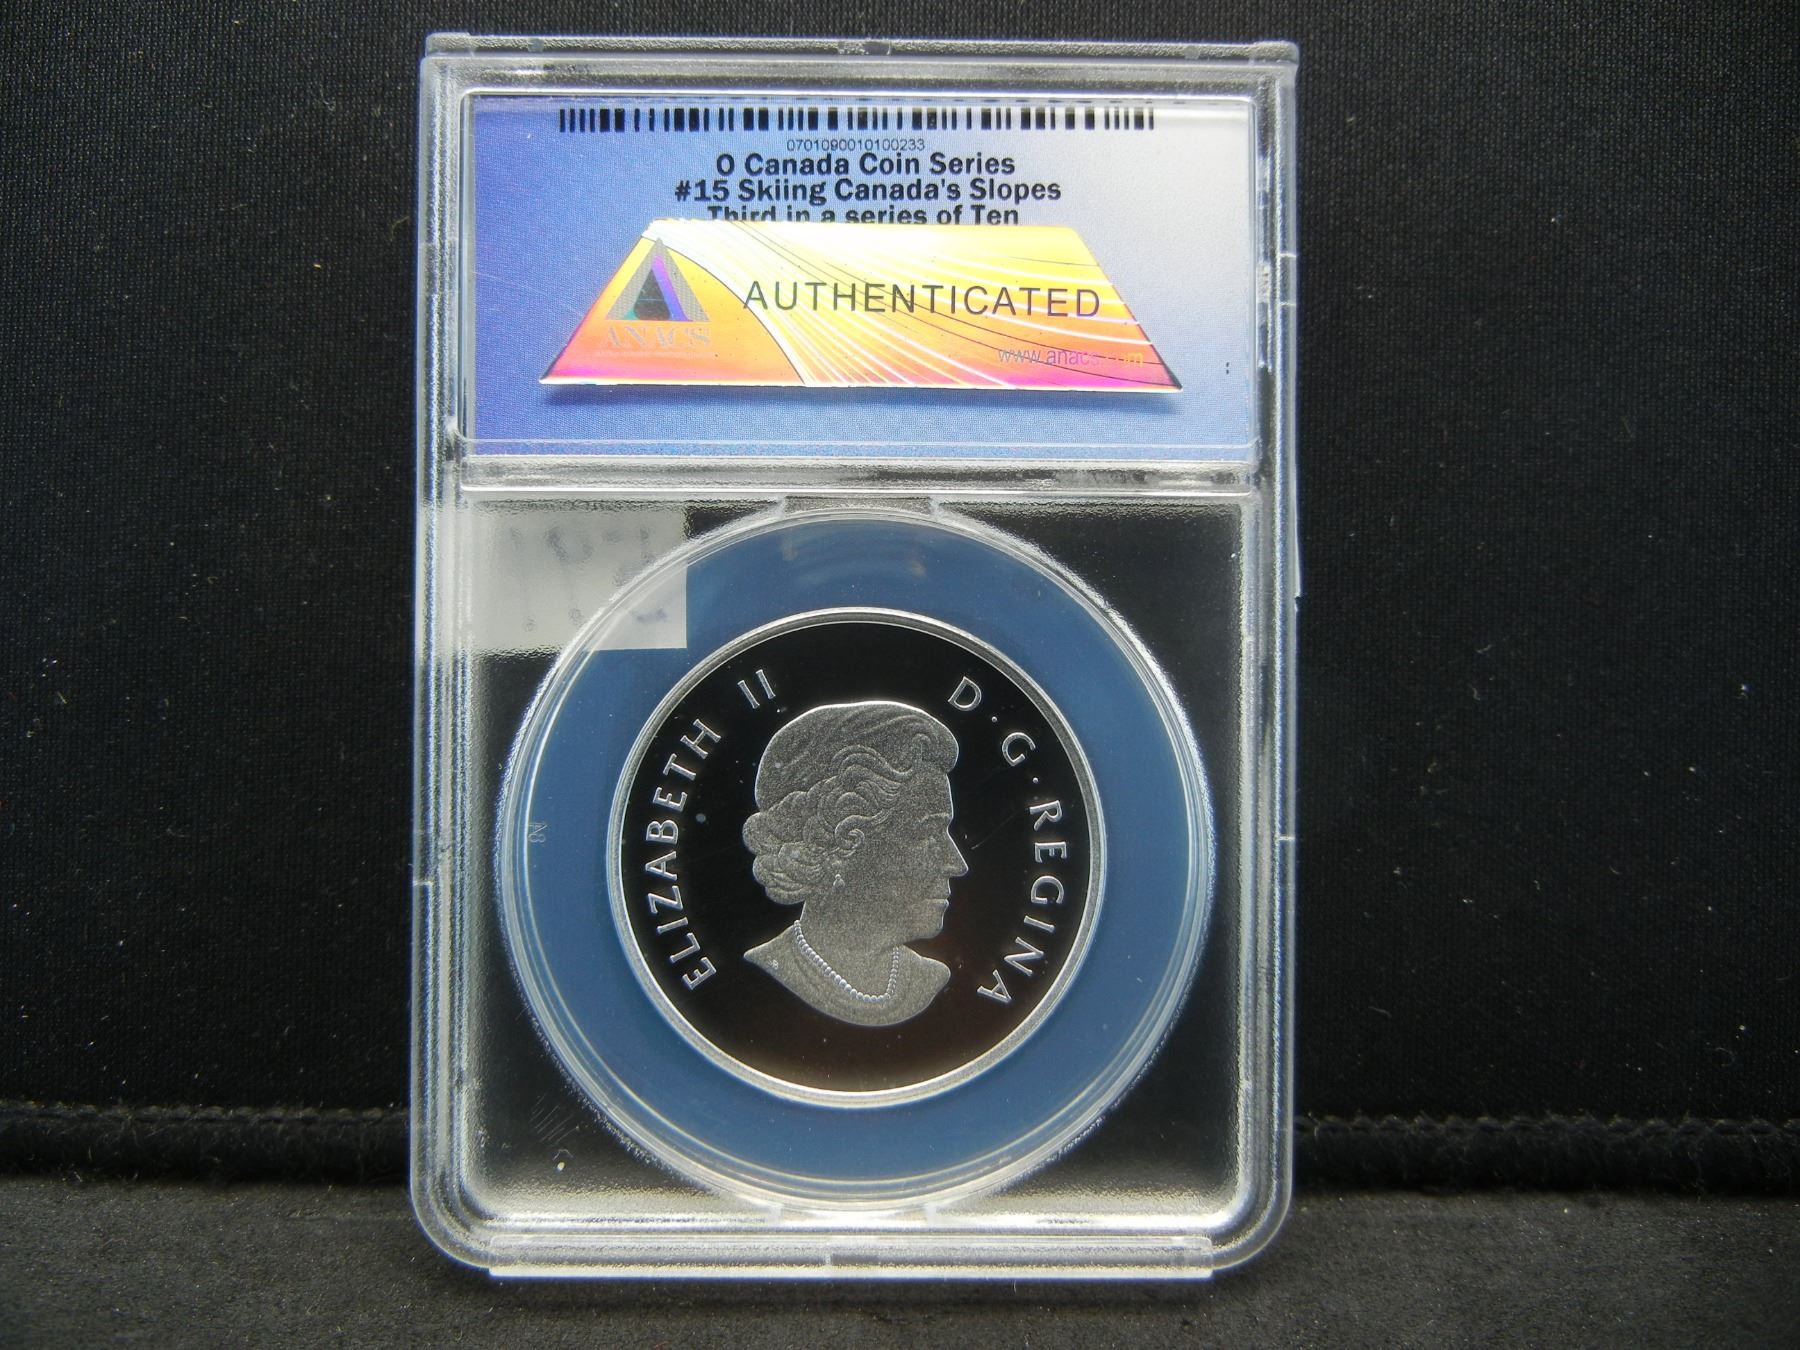 0701090010100233
O Canada Coin Series
#15 Skiing Canada's Slopes
Third in a series of Ten
ANACS
AUTHENTICATED
www.anacs.com
ELIZABETH II D·G·REGINA